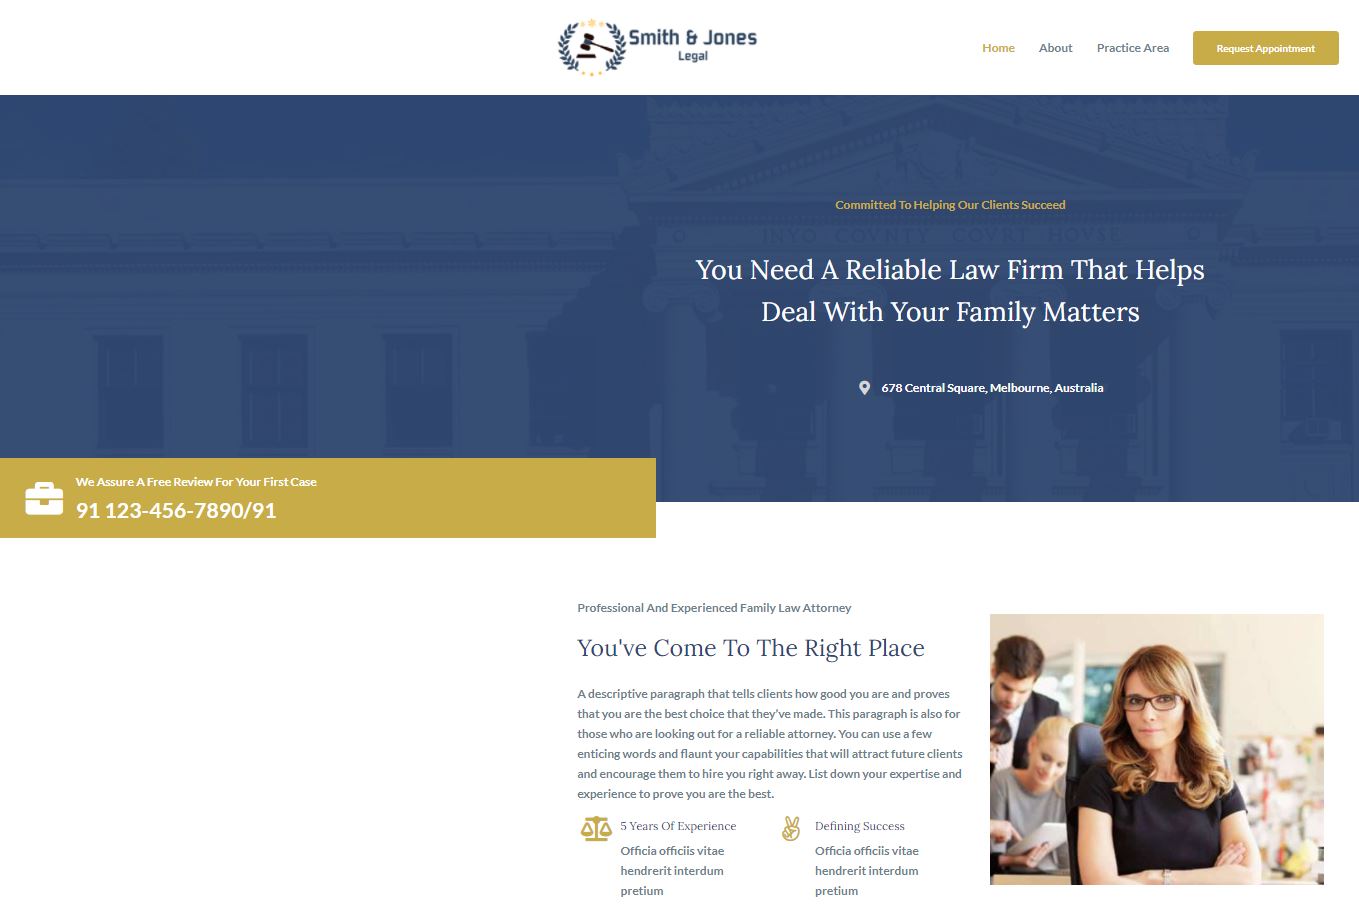 Smith & Jones
Legal
Home
About
Practice Area
Request Appointment
Committed To Helping Our Clients Succeed
INYO COUNTY COURT HOUSE
You Need A Reliable Law Firm That Helps
Deal With Your Family Matters
678 Central Square, Melbourne, Australia
We Assure A Free Review For Your First Case
91 123-456-7890/91
Professional And Experienced Family Law Attorney
You've Come To The Right Place
A descriptive paragraph that tells clients how good you are and proves
that you are the best choice that they've made. This paragraph is also for
those who are looking out for a reliable attorney. You can use a few
enticing words and flaunt your capabilities that will attract future clients
and encourage them to hire you right away. List down your expertise and
experience to prove you are the best.
5 Years Of Experience
Officia officiis vitae
hendrerit interdum
pretium
Defining Success
Officia officiis vitae
hendrerit interdum
pretium